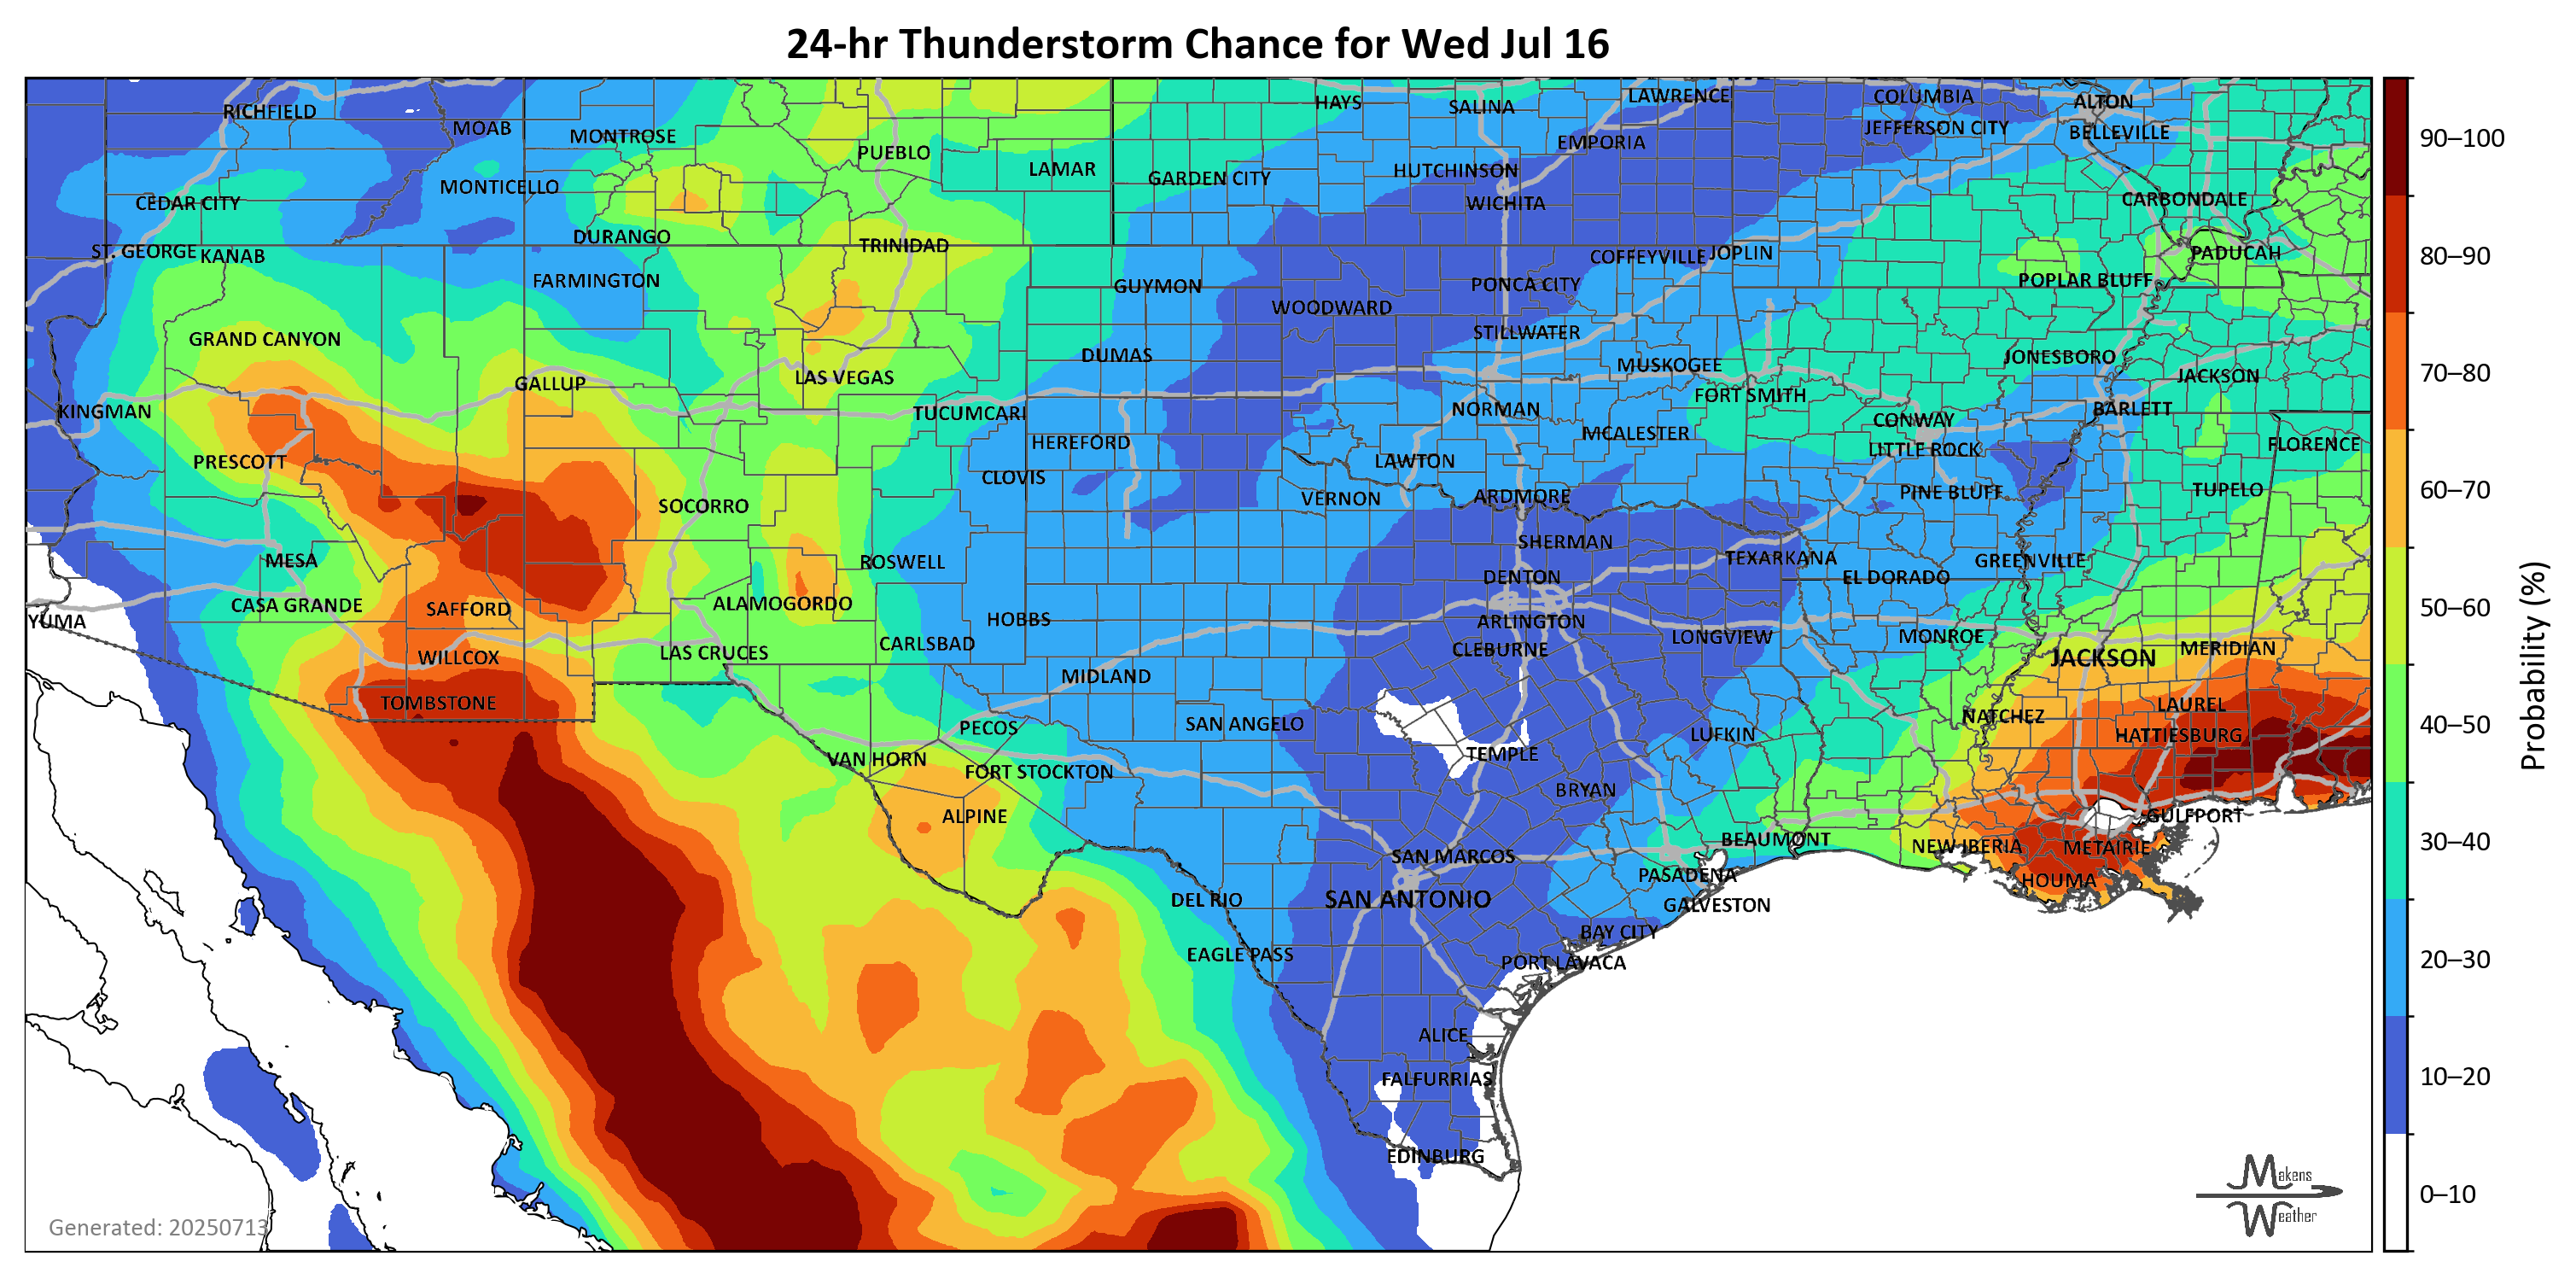 24-hr Thunderstorm Chance for Wed Jul 16
RICHFIELD
MOAB
MONTROSE
PUEBLO
LAMAR
HAYS
SALINA
LAWRENCE
COLUMBIA
ALTON
JEFFERSON CITY
BELLEVILLE
EMPORIA
HUTCHINSON
GARDEN CITY
MONTICELLO
CEDAR CITY
WICHITA
CARBONDALE
DURANGO
TRINIDAD
ST. GEORGE
KANAB
COFFEYVILLE
JOPLIN
PADUCAH
FARMINGTON
GUYMON
PONCA CITY
POPLAR BLUFF
WOODWARD
GRAND CANYON
STILLWATER
DUMAS
JONESBORO
MUSKOGEE
GALLUP
LAS VEGAS
JACKSON
FORT SMITH
KINGMAN
TUCUMCARI
NORMAN
BARLETT
CONWAY
HEREFORD
MCALESTER
LITTLE ROCK
FLORENCE
PRESCOTT
LAWTON
CLOVIS
VERNON
ARDMORE
PINE BLUFF
TUPELO
SOCORRO
SHERMAN
MESA
ROSWELL
TEXARKANA
GREENVILLE
DENTON
EL DORADO
CASA GRANDE
SAFFORD
ALAMOGORDO
YUMA
HOBBS
ARLINGTON
WILLCOX
LAS CRUCES
CARLSBAD
CLEBURNE
LONGVIEW
MONROE
JACKSON
MERIDIAN
MIDLAND
TOMBSTONE
LAUREL
NATCHEZ
PECOS
SAN ANGELO
LUFKIN
HATTIESBURG
VAN HORN
TEMPLE
FORT STOCKTON
BRYAN
ALPINE
GULFPORT
BEAUMONT
NEW IBERIA
METAIRIE
SAN MARCOS
PASADENA
HOUMA
DEL RIO
SAN ANTONIO
GALVESTON
BAY CITY
EAGLE PASS
PORT LAVACA
ALICE
FALFURRIAS
EDINBURG
Generated: 20250713
Makens
Weather
90–100
80–90
70–80
60–70
50–60
40–50
30–40
20–30
10–20
0–10
Probability (%)